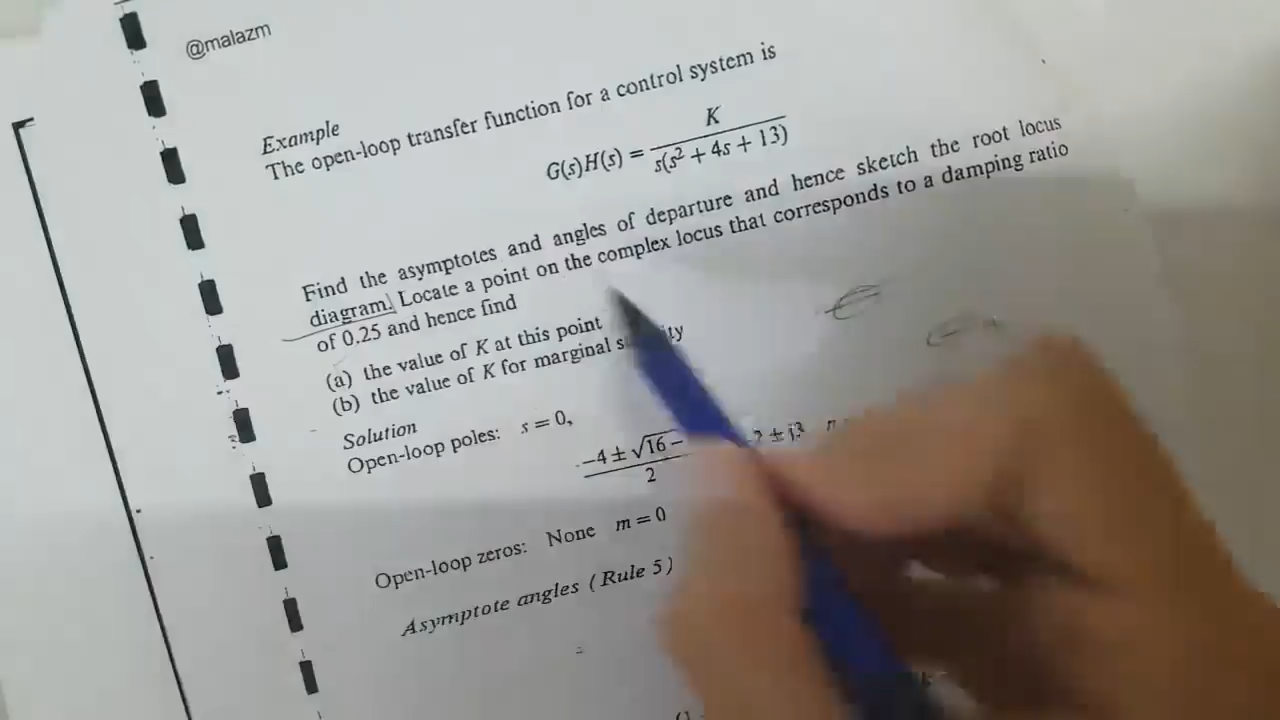 @malazm
Example
The open-loop transfer function for a control system is
G(s)H(s) = K / s(s² + 4s + 13)
Find the asymptotes and angles of departure and hence sketch the root locus
diagram. Locate a point on the complex locus that corresponds to a damping ratio
of 0.25 and hence find
(a) the value of K at this point
(b) the value of K for marginal
Solution
Open-loop poles: s = 0,
−4 ± √16 − / 2
−2 ± j3
Open-loop zeros: None m = 0
Asymptote angles (Rule 5)